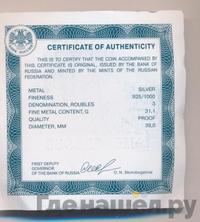 CERTIFICATE OF AUTHENTICITY
THIS IS TO CERTIFY THAT THE COIN ACCOMPANIED BY
THIS CERTIFICATE IS ORIGINAL, ISSUED BY THE BANK OF
RUSSIA AND MINTED BY THE MINTS OF THE RUSSIAN
FEDERATION.
METAL SILVER
FINENESS 925/1000
DENOMINATION, ROUBLES 3
FINE METAL CONTENT, G 31.1
QUALITY PROOF
DIAMETER, MM 39,0
FIRST DEPUTY
GOVERNOR
OF THE BANK OF RUSSIA